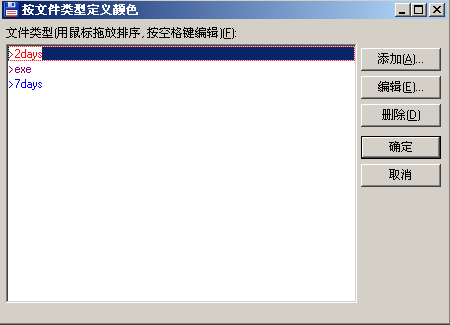 按文件类型定义颜色
文件类型(用鼠标拖放排序,按空格键编辑)(F):
>2days
>exe
>7days
添加(A)...
编辑(E)...
删除(D)
确定
取消